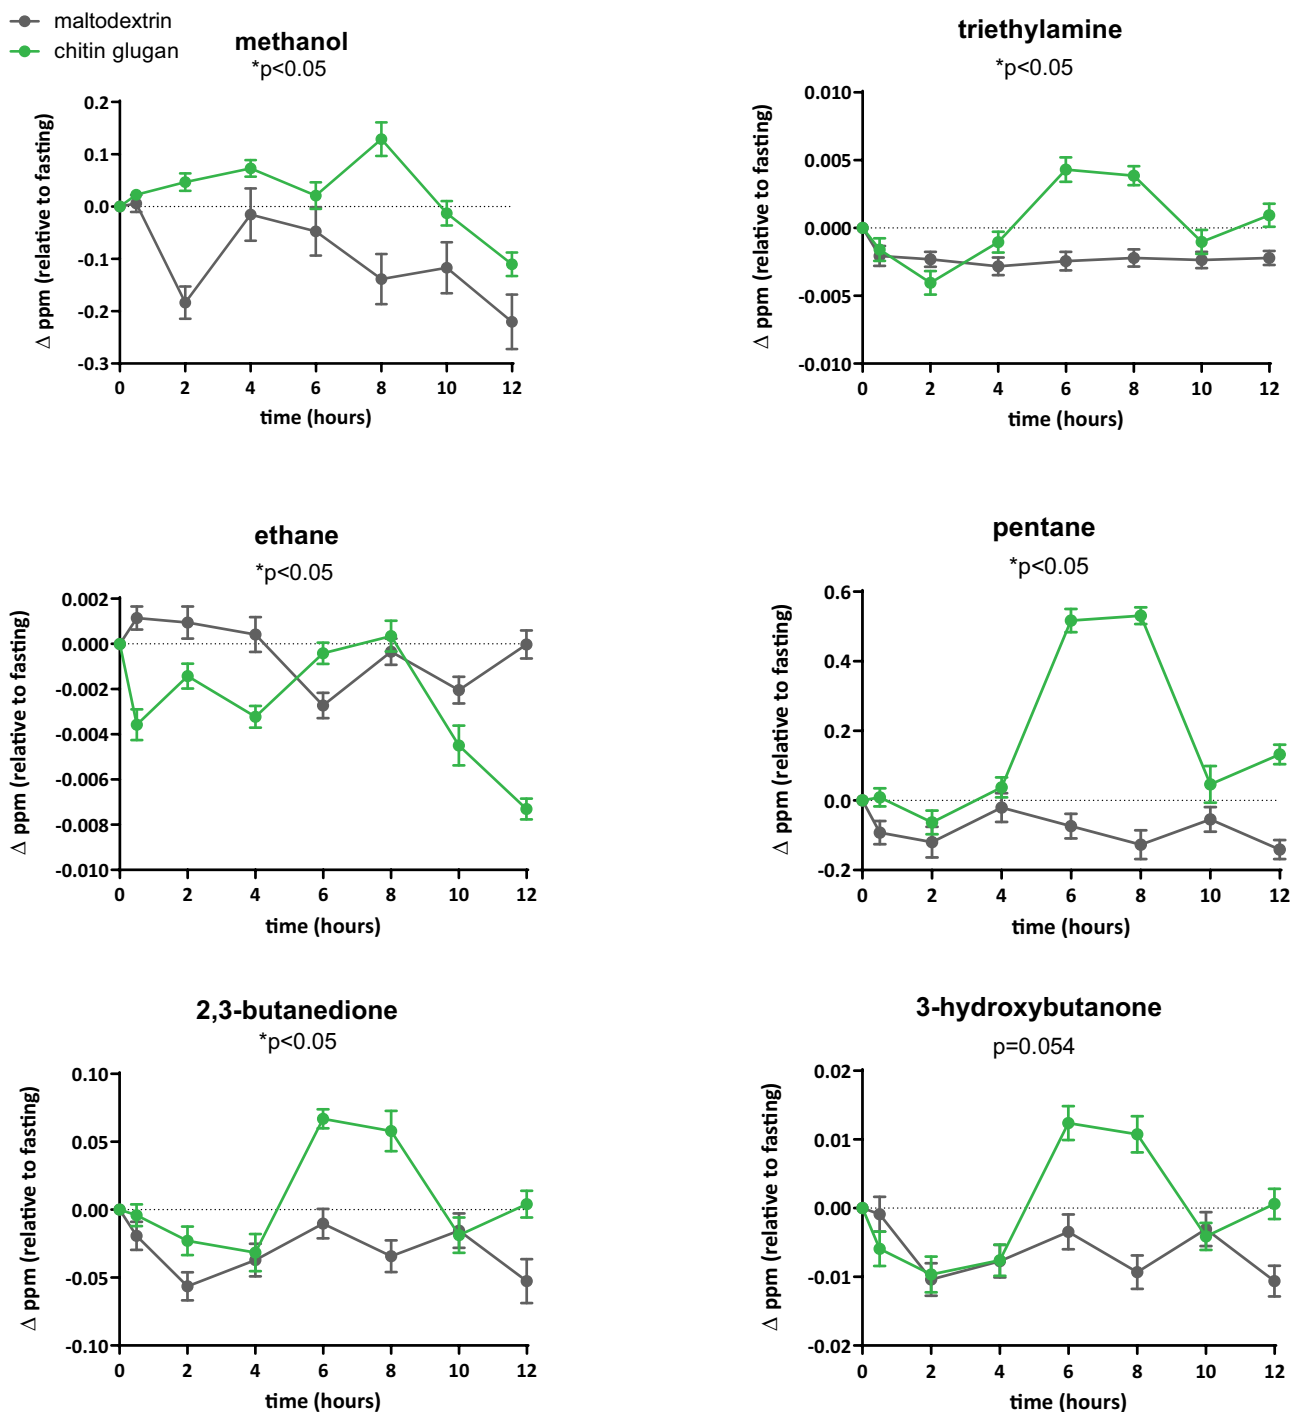 maltodextrin
chitin glugan
methanol
*p<0.05
0.2
0.1
0.0
-0.1
-0.2
-0.3
Δ ppm (relative to fasting)
0 2 4 6 8 10 12
time (hours)
triethylamine
*p<0.05
0.010
0.005
0.000
-0.005
-0.010
Δ ppm (relative to fasting)
0 2 4 6 8 10 12
time (hours)
ethane
*p<0.05
0.002
0.000
-0.002
-0.004
-0.006
-0.008
-0.010
Δ ppm (relative to fasting)
0 2 4 6 8 10 12
time (hours)
pentane
*p<0.05
0.6
0.4
0.2
0.0
-0.2
Δ ppm (relative to fasting)
0 2 4 6 8 10 12
time (hours)
2,3-butanedione
*p<0.05
0.10
0.05
0.00
-0.05
-0.10
Δ ppm (relative to fasting)
0 2 4 6 8 10 12
time (hours)
3-hydroxybutanone
p=0.054
0.02
0.01
0.00
-0.01
-0.02
Δ ppm (relative to fasting)
0 2 4 6 8 10 12
time (hours)